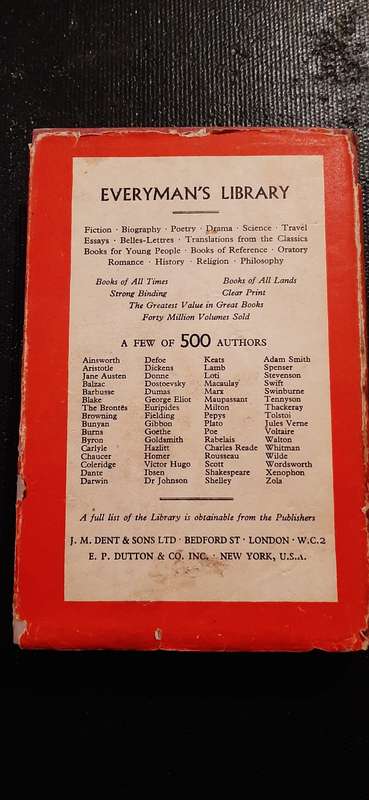 EVERYMAN'S LIBRARY
Fiction · Biography · Poetry · Drama · Science · Travel
Essays · Belles-Lettres · Translations from the Classics
Books for Young People · Books of Reference · Oratory
Romance · History · Religion · Philosophy
Books of All Times Books of All Lands
Strong Binding Clear Print
The Greatest Value in Great Books
Forty Million Volumes Sold
A FEW OF 500 AUTHORS
Ainsworth Defoe Keats Adam Smith
Aristotle Dickens Lamb Spenser
Jane Austen Donne Loti Stevenson
Balzac Dostoevsky Macaulay Swift
Barbusse Dumas Marx Swinburne
Blake George Eliot Maupassant Tennyson
The Brontës Euripides Milton Thackeray
Browning Fielding Pepys Tolstoi
Bunyan Gibbon Plato Jules Verne
Burns Goethe Poe Voltaire
Byron Goldsmith Rabelais Walton
Carlyle Hazlitt Charles Reade Whitman
Chaucer Homer Rousseau Wilde
Coleridge Victor Hugo Scott Wordsworth
Dante Ibsen Shakespeare Xenophon
Darwin Dr Johnson Shelley Zola
A full list of the Library is obtainable from the Publishers
J. M. DENT & SONS LTD · BEDFORD ST · LONDON · W.C.2
E. P. DUTTON & CO. INC. · NEW YORK, U.S.A.